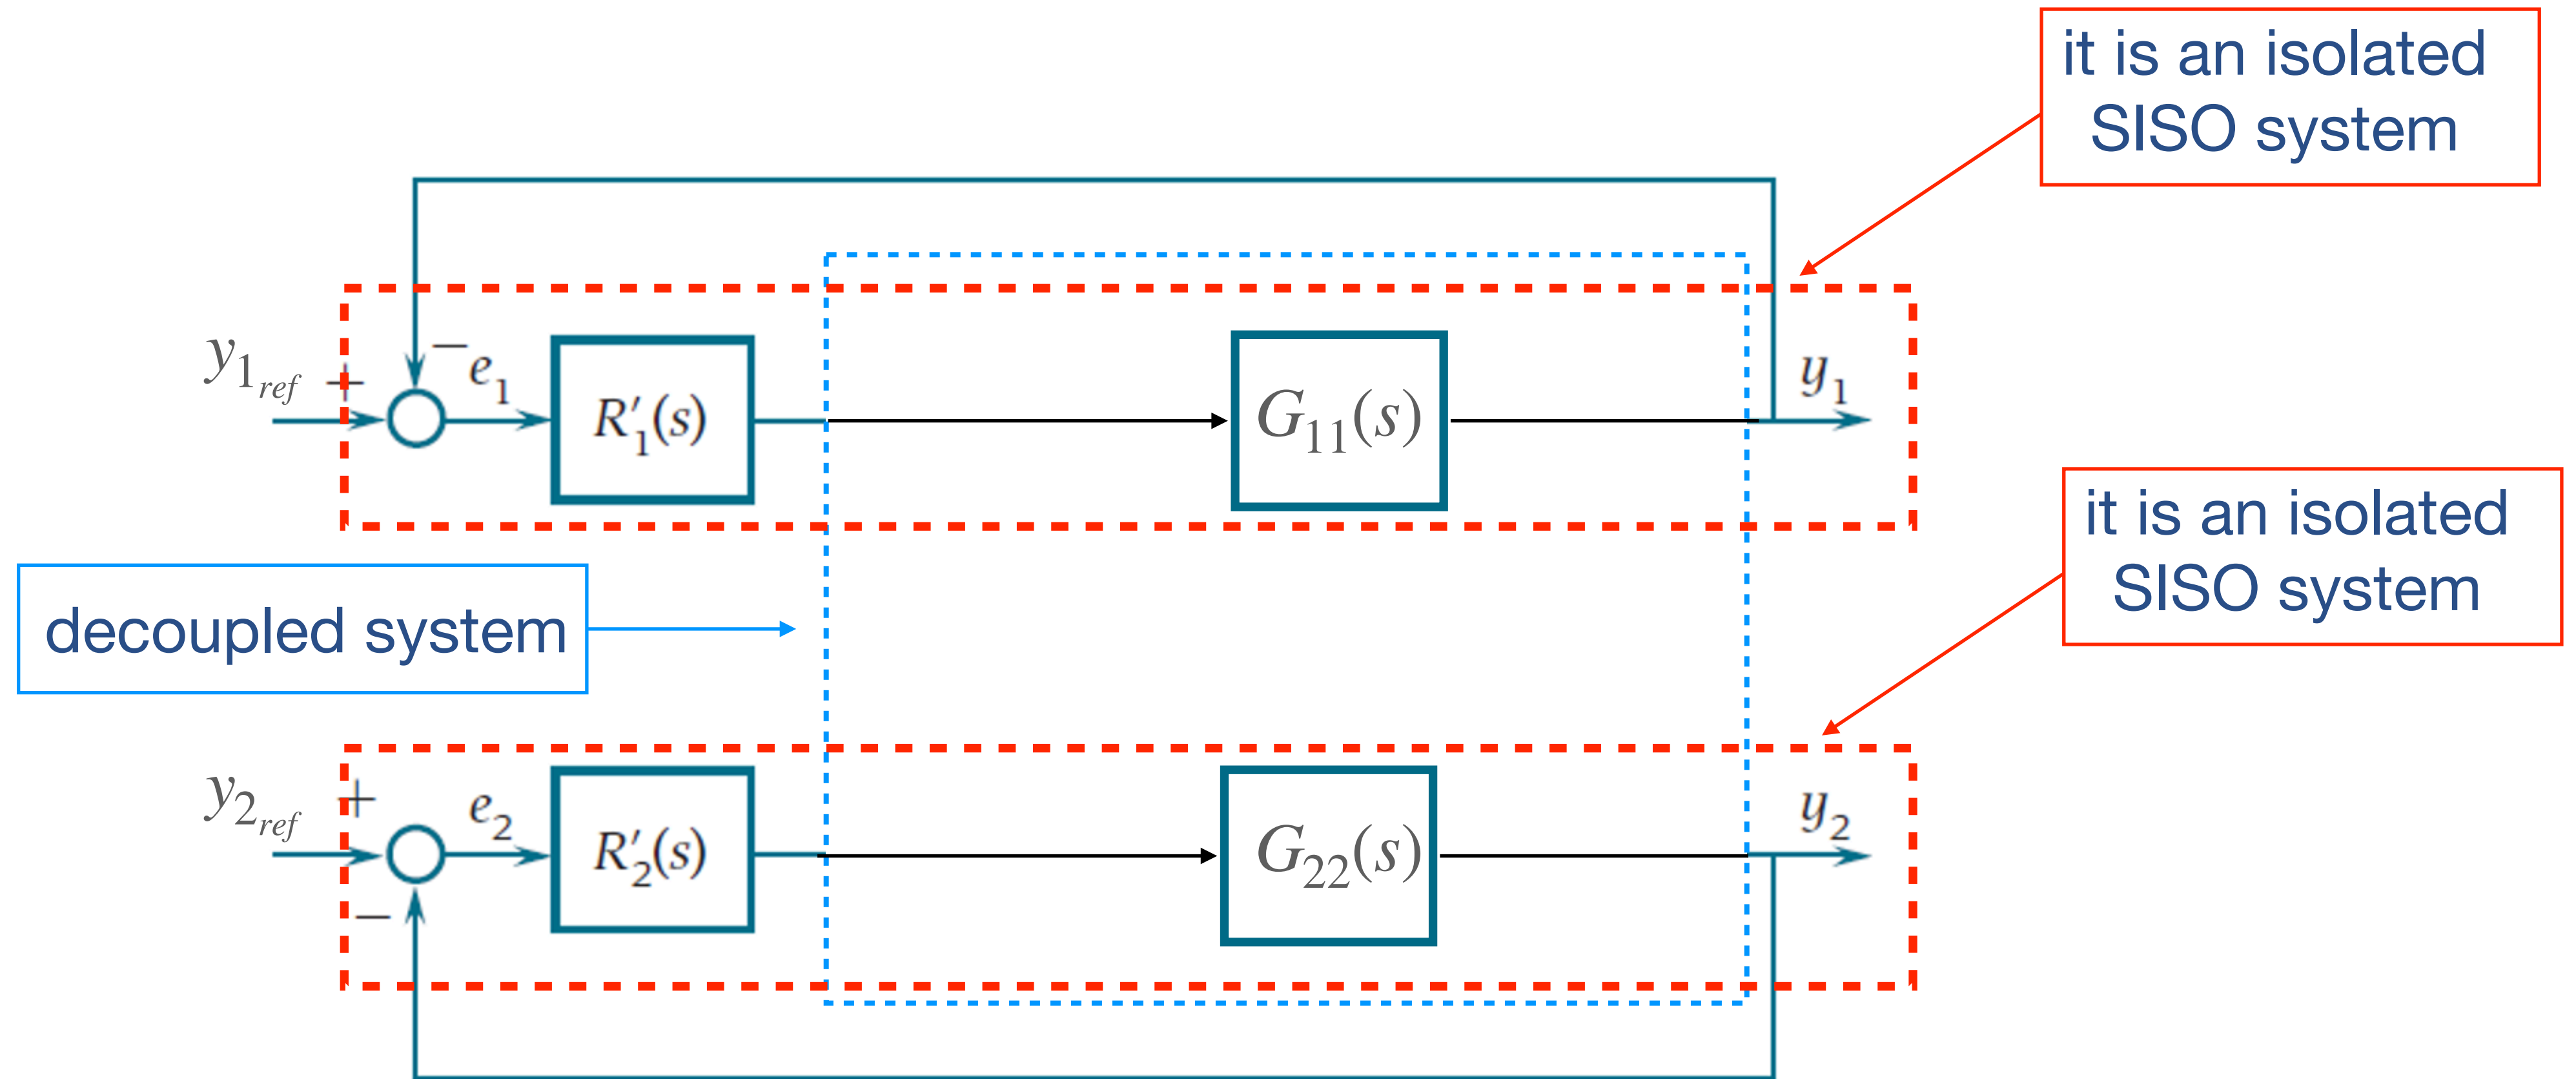 it is an isolated
SISO system
y₁ref + − e₁ R′₁(s) G₁₁(s) y₁
it is an isolated
SISO system
decoupled system
y₂ref + − e₂ R′₂(s) G₂₂(s) y₂